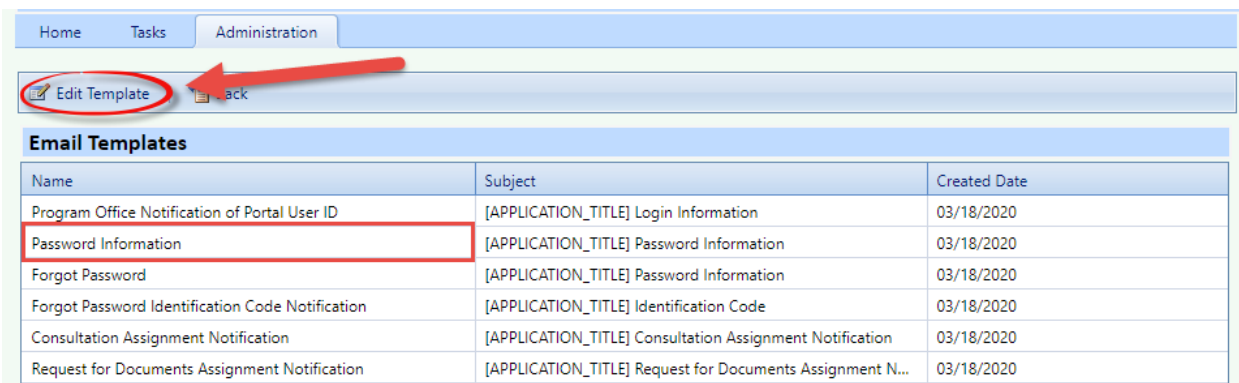 Home Tasks Administration
Edit Template ack
Email Templates
Name Subject Created Date
Program Office Notification of Portal User ID [APPLICATION_TITLE] Login Information 03/18/2020
Password Information [APPLICATION_TITLE] Password Information 03/18/2020
Forgot Password [APPLICATION_TITLE] Password Information 03/18/2020
Forgot Password Identification Code Notification [APPLICATION_TITLE] Identification Code 03/18/2020
Consultation Assignment Notification [APPLICATION_TITLE] Consultation Assignment Notification 03/18/2020
Request for Documents Assignment Notification [APPLICATION_TITLE] Request for Documents Assignment N... 03/18/2020